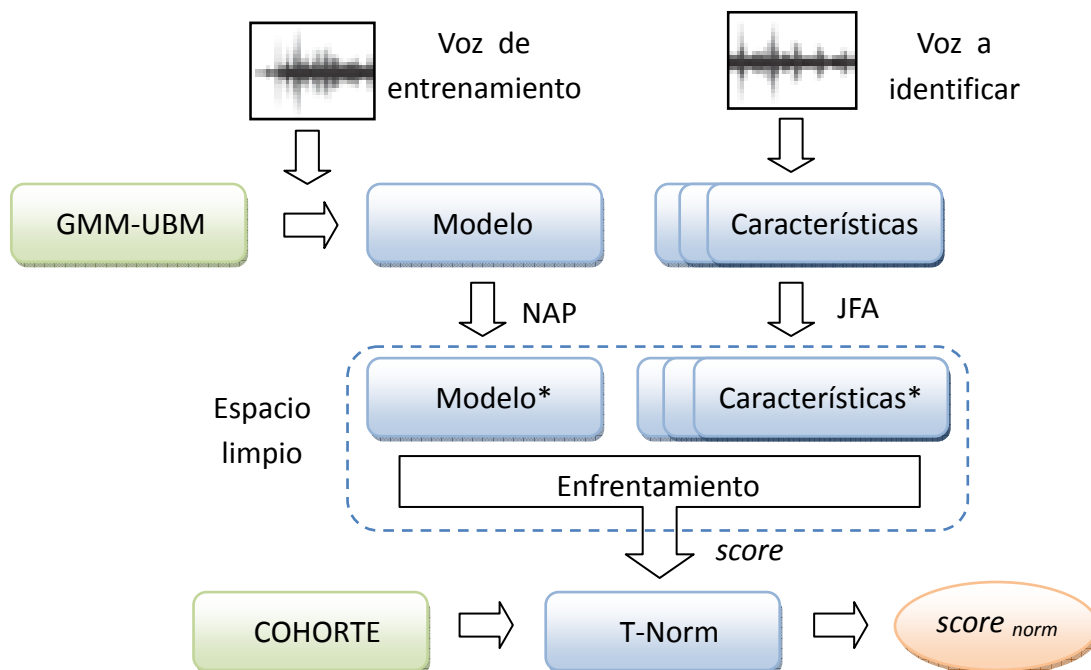 Voz de
entrenamiento
Voz a
identificar
GMM-UBM
Modelo
Características
NAP
JFA
Espacio
limpio
Modelo*
Características*
Enfrentamiento
score
COHORTE
T-Norm
score norm